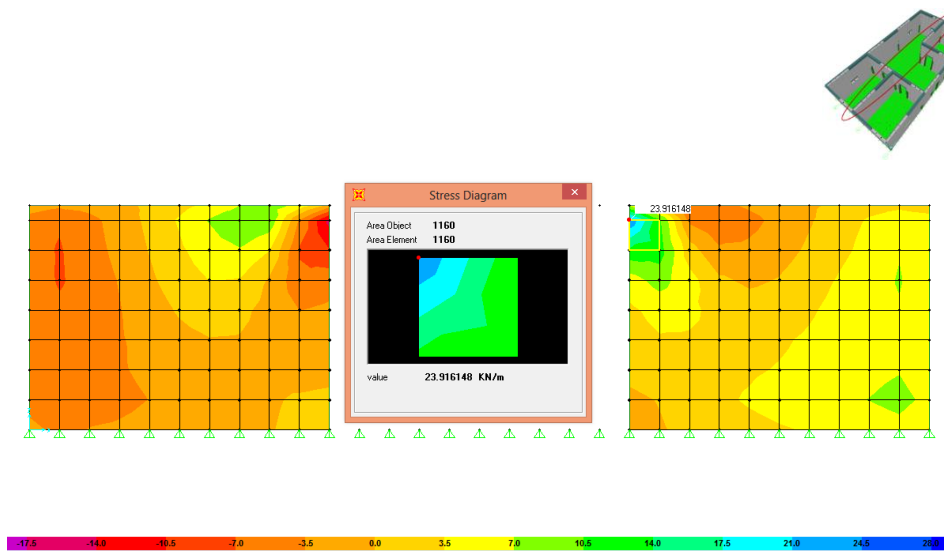 Stress Diagram
23.916148
Area Object 1160
Area Element 1160
value 23.916148 KN/m
-17.5 -14.0 -10.5 -7.0 -3.5 0.0 3.5 7.0 10.5 14.0 17.5 21.0 24.5 28.0